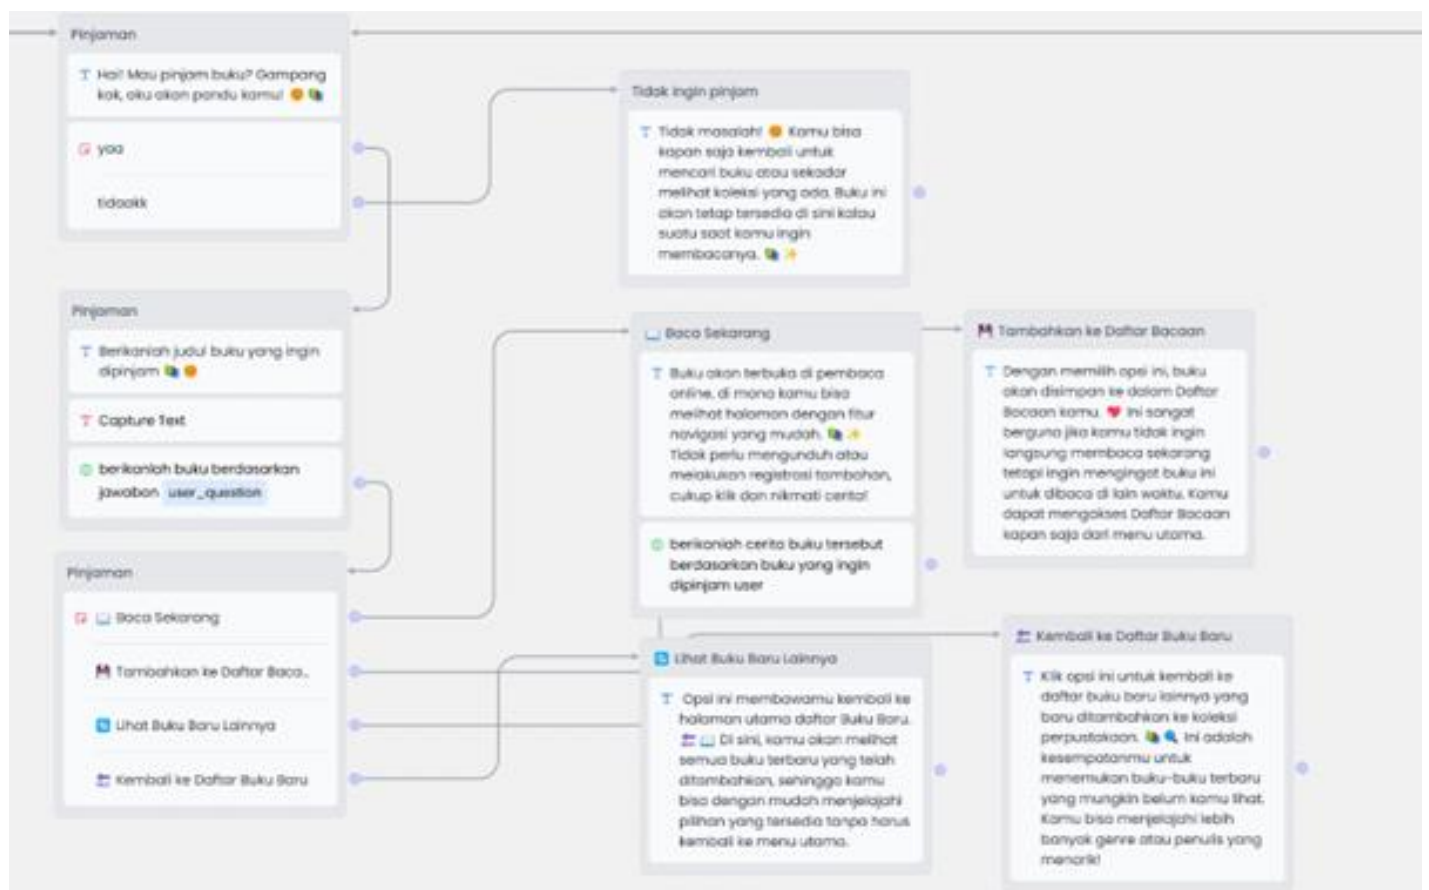 Pinjaman
Hai! Mau pinjam buku? Gampang
kok, aku akan pandu kamu!
yaa
tidaakk
Tidak ingin pinjam
Tidak masalah! Kamu bisa
kapan saja kembali untuk
mencari buku atau sekadar
melihat koleksi yang ada. Buku ini
akan tetap tersedia di sini kalau
suatu saat kamu ingin
membacanya.
Pinjaman
Berikanlah judul buku yang ingin
dipinjam
Capture Text
berikanlah buku berdasarkan
jawaban user_question
Baca Sekarang
Buku akan terbuka di pembaca
online, di mana kamu bisa
melihat halaman dengan fitur
navigasi yang mudah.
Tidak perlu mengunduh atau
melakukan registrasi tambahan,
cukup klik dan nikmati cerita!
berikanlah cerita buku tersebut
berdasarkan buku yang ingin
dipinjam user
Tambahkan ke Daftar Bacaan
Dengan memilih opsi ini, buku
akan disimpan ke dalam Daftar
Bacaan kamu. Ini sangat
berguna jika kamu tidak ingin
langsung membaca sekarang
tetapi ingin mengingat buku ini
untuk dibaca di lain waktu. Kamu
dapat mengakses Daftar Bacaan
kapan saja dari menu utama.
Pinjaman
Baca Sekarang
Tambahkan ke Daftar Baca...
Lihat Buku Baru Lainnya
Kembali ke Daftar Buku Baru
Lihat Buku Baru Lainnya
Opsi ini membawamu kembali ke
halaman utama daftar Buku Baru.
Di sini, kamu akan melihat
semua buku terbaru yang telah
ditambahkan, sehingga kamu
bisa dengan mudah menjelajahi
pilihan yang tersedia tanpa harus
kembali ke menu utama.
Kembali ke Daftar Buku Baru
Klik opsi ini untuk kembali ke
daftar buku baru lainnya yang
baru ditambahkan ke koleksi
perpustakaan. Ini adalah
kesempatanmu untuk
menemukan buku-buku terbaru
yang mungkin belum kamu lihat.
Kamu bisa menjelajahi lebih
banyak genre atau penulis yang
menarik!